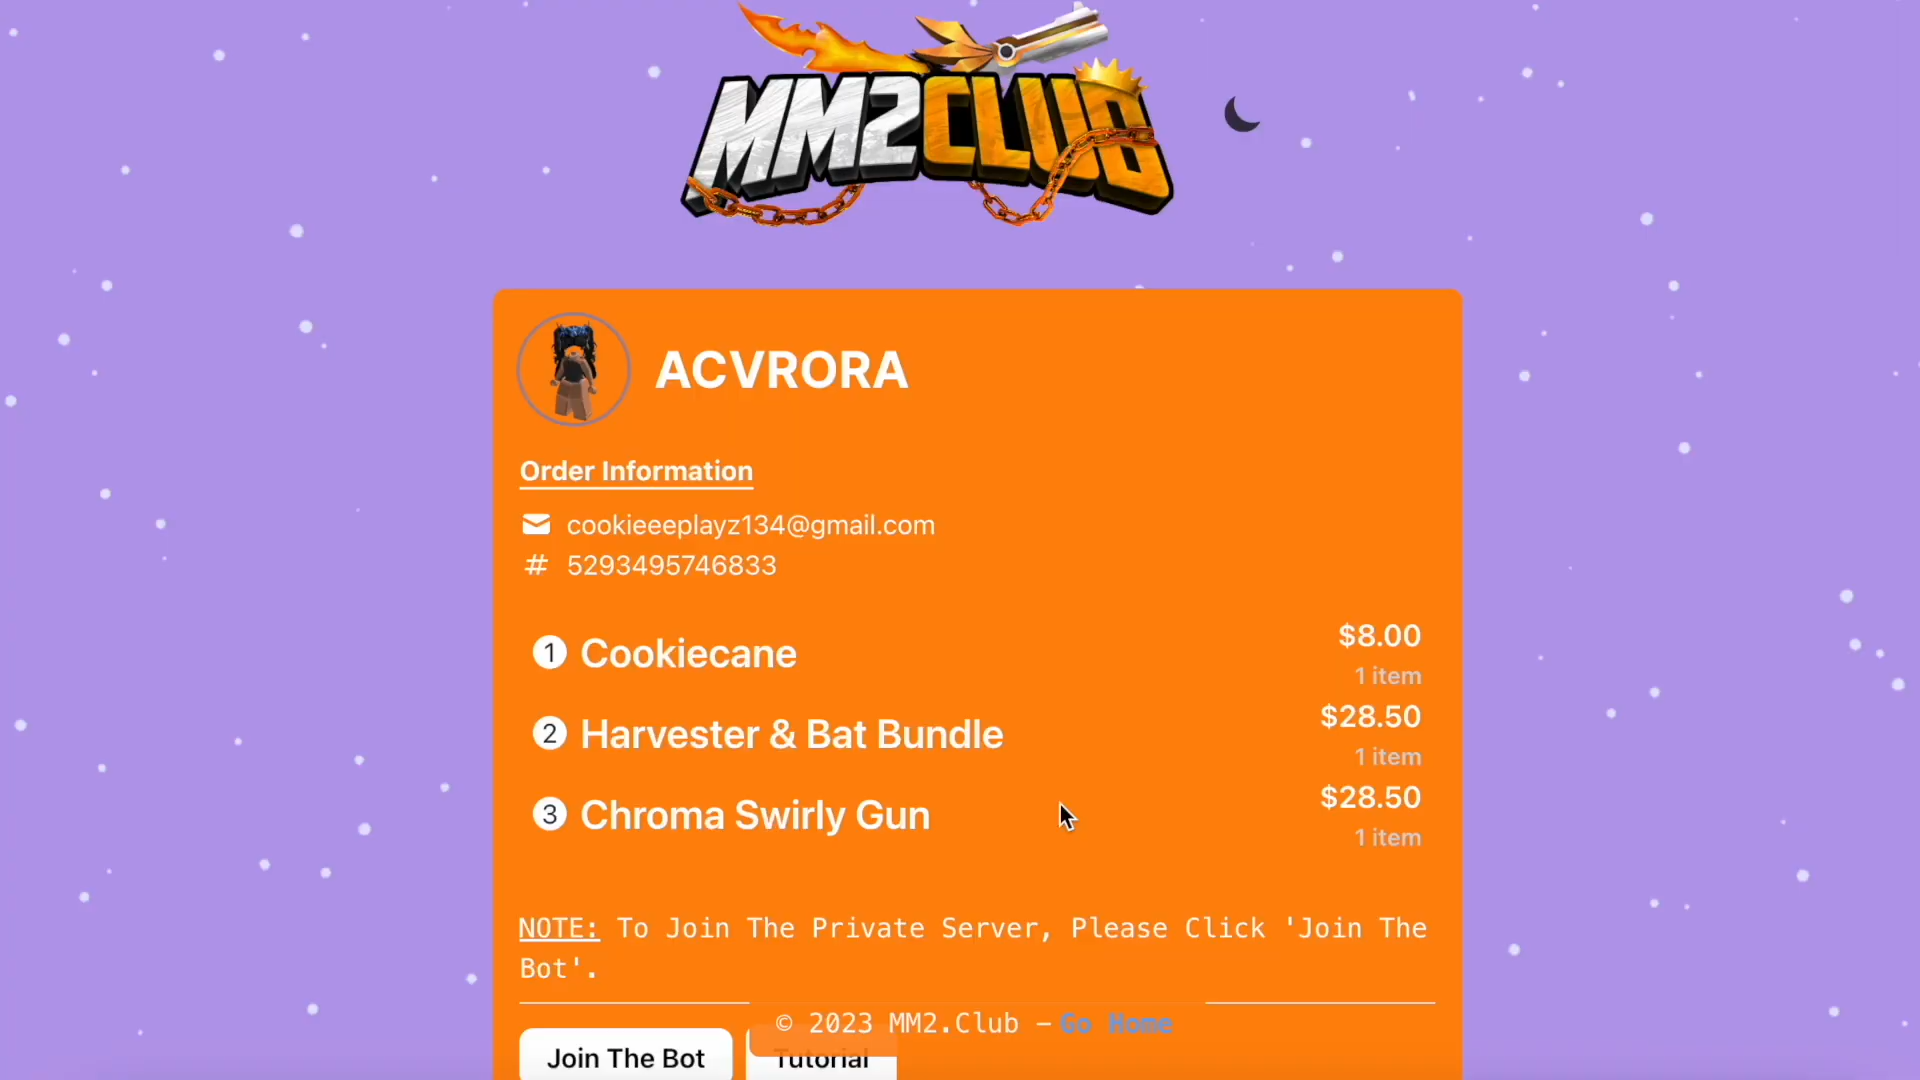 MM2CLUB
ACVRORA
Order Information
cookieeeplayz134@gmail.com
# 5293495746833
1 Cookiecane
$8.00
1 item
2 Harvester & Bat Bundle
$28.50
1 item
3 Chroma Swirly Gun
$28.50
1 item
NOTE: To Join The Private Server, Please Click 'Join The
Bot'.
© 2023 MM2.Club – Go Home
Join The Bot
Tutorial